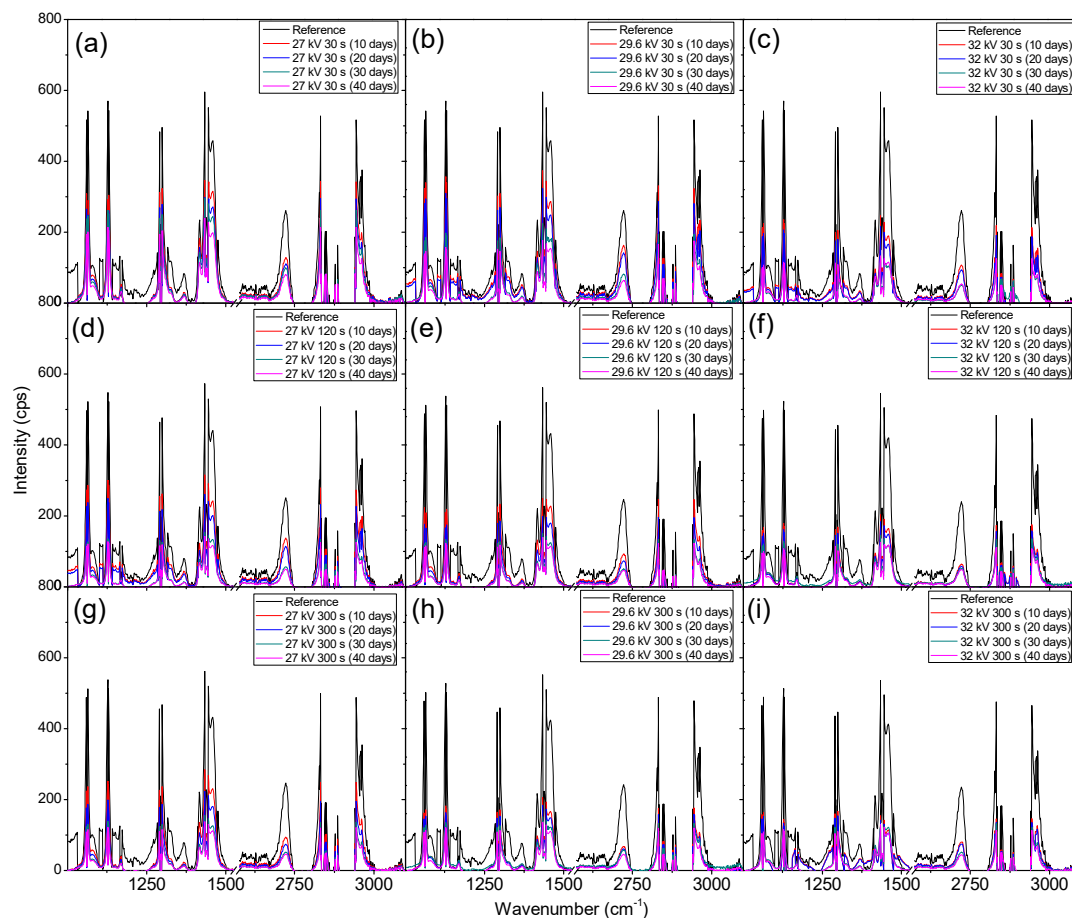 800
600
400
200
800
600
400
200
800
600
400
200
0
Intensity (cps)
(a)
Reference
27 kV 30 s (10 days)
27 kV 30 s (20 days)
27 kV 30 s (30 days)
27 kV 30 s (40 days)
(b)
Reference
29.6 kV 30 s (10 days)
29.6 kV 30 s (20 days)
29.6 kV 30 s (30 days)
29.6 kV 30 s (40 days)
(c)
Reference
32 kV 30 s (10 days)
32 kV 30 s (20 days)
32 kV 30 s (30 days)
32 kV 30 s (40 days)
(d)
Reference
27 kV 120 s (10 days)
27 kV 120 s (20 days)
27 kV 120 s (30 days)
27 kV 120 s (40 days)
(e)
Reference
29.6 kV 120 s (10 days)
29.6 kV 120 s (20 days)
29.6 kV 120 s (30 days)
29.6 kV 120 s (40 days)
(f)
Reference
32 kV 120 s (10 days)
32 kV 120 s (20 days)
32 kV 120 s (30 days)
32 kV 120 s (40 days)
(g)
Reference
27 kV 300 s (10 days)
27 kV 300 s (20 days)
27 kV 300 s (30 days)
27 kV 300 s (40 days)
(h)
Reference
29.6 kV 300 s (10 days)
29.6 kV 300 s (20 days)
29.6 kV 300 s (30 days)
29.6 kV 300 s (40 days)
(i)
Reference
32 kV 300 s (10 days)
32 kV 300 s (20 days)
32 kV 300 s (30 days)
32 kV 300 s (40 days)
1250 1500 2750 3000 1250 1500 2750 3000 1250 1500 2750 3000
Wavenumber (cm⁻¹)